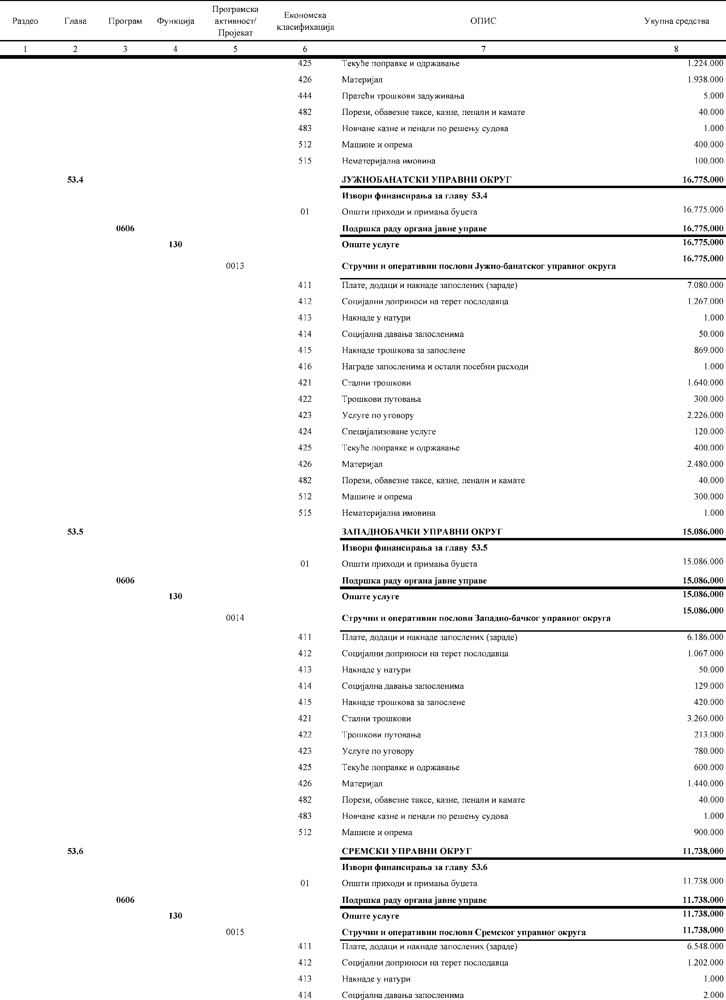 Раздео Глава Програм Функција Програмска активност/ Пројекат Економска класификација ОПИС Укупна средства
1 2 3 4 5 6 7 8
425 Текуће поправке и одржавање 1.224.000
426 Материјал 1.938.000
444 Пратећи трошкови задуживања 5.000
482 Порези, обавезне таксе, казне, пенали и камате 40.000
483 Новчане казне и пенали по решењу судова 1.000
512 Машине и опрема 400.000
515 Нематеријална имовина 100.000
53.4 ЈУЖНОБАНАТСКИ УПРАВНИ ОКРУГ 16.775.000
Извори финансирања за главу 53.4
01 Општи приходи и примања буџета 16.775.000
0606 Подршка раду органа јавне управе 16.775.000
130 Опште услуге 16.775.000
0013 Стручни и оперативни послови Јужно-банатског управног округа 16.775.000
411 Плате, додаци и накнаде запослених (зараде) 7.080.000
412 Социјални доприноси на терет послодавца 1.267.000
413 Накнаде у натури 1.000
414 Социјална давања запосленима 50.000
415 Накнаде трошкова за запослене 869.000
416 Награде запосленима и остали посебни расходи 1.000
421 Стални трошкови 1.640.000
422 Трошкови путовања 300.000
423 Услуге по уговору 2.226.000
424 Специјализоване услуге 120.000
425 Текуће поправке и одржавање 400.000
426 Материјал 2.480.000
482 Порези, обавезне таксе, казне, пенали и камате 40.000
512 Машине и опрема 300.000
515 Нематеријална имовина 1.000
53.5 ЗАПАДНОБАЧКИ УПРАВНИ ОКРУГ 15.086.000
Извори финансирања за главу 53.5
01 Општи приходи и примања буџета 15.086.000
0606 Подршка раду органа јавне управе 15.086.000
130 Опште услуге 15.086.000
0014 Стручни и оперативни послови Западно-бачког управног округа 15.086.000
411 Плате, додаци и накнаде запослених (зараде) 6.186.000
412 Социјални доприноси на терет послодавца 1.067.000
413 Накнаде у натури 50.000
414 Социјална давања запосленима 129.000
415 Накнаде трошкова за запослене 420.000
421 Стални трошкови 3.260.000
422 Трошкови путовања 213.000
423 Услуге по уговору 780.000
425 Текуће поправке и одржавање 600.000
426 Материјал 1.440.000
482 Порези, обавезне таксе, казне, пенали и камате 40.000
483 Новчане казне и пенали по решењу судова 1.000
512 Машине и опрема 900.000
53.6 СРЕМСКИ УПРАВНИ ОКРУГ 11.738.000
Извори финансирања за главу 53.6
01 Општи приходи и примања буџета 11.738.000
0606 Подршка раду органа јавне управе 11.738.000
130 Опште услуге 11.738.000
0015 Стручни и оперативни послови Сремског управног округа 11.738.000
411 Плате, додаци и накнаде запослених (зараде) 6.548.000
412 Социјални доприноси на терет послодавца 1.202.000
413 Накнаде у натури 1.000
414 Социјална давања запосленима 2.000